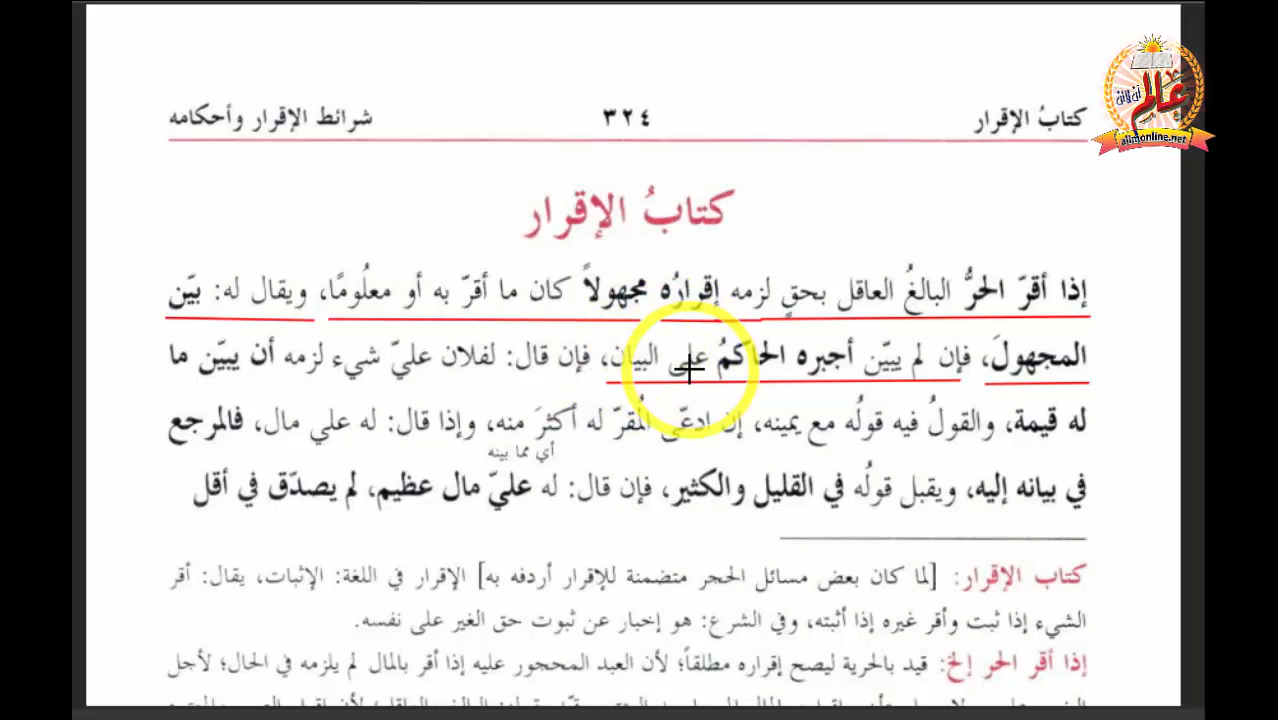 كتابُ الإقرار ٣٢٤ شرائط الإقرار وأحكامه
عالم
آن لائن
alimonline.net
كتابُ الإقرار
إذا أقرّ الحرُّ البالغُ العاقل بحقٍ لزمه إقرارُه مجهولاً كان ما أقرّ به أو معلومًا، ويقال له: بيّن
المجهولَ، فإن لم يبيّن أجبره الحاكمُ على البيان، فإن قال: لفلان عليّ شيء لزمه أن يبيّن ما
له قيمة، والقولُ فيه قولُه مع يمينه، إن ادعّى المُقرّ له أكثرَ منه، وإذا قال: له علي مال، فالمرجع
أي مما بينه
في بيانه إليه، ويقبل قولُه في القليل والكثير، فإن قال: له عليّ مال عظيم، لم يصدّق في أقل
كتاب الإقرار: [لما كان بعض مسائل الحجر متضمنة للإقرار أردفه به] الإقرار في اللغة: الإثبات، يقال: أقر
الشيء إذا ثبت وأقر غيره إذا أثبته، وفي الشرع: هو إخبار عن ثبوت حق الغير على نفسه.
إذا أقر الحر إلخ: قيد بالحرية ليصح إقراره مطلقاً؛ لأن العبد المحجور عليه إذا أقر بالمال لم يلزمه في الحال؛ لأجل